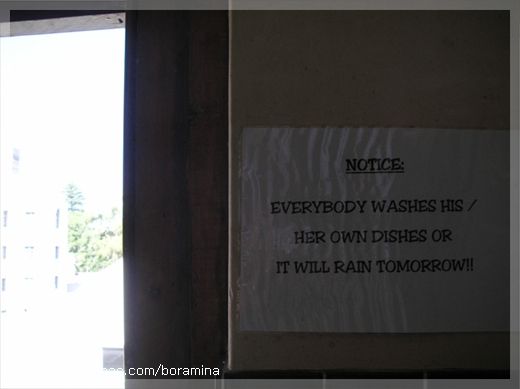 NOTICE:
EVERYBODY WASHES HIS /
HER OWN DISHES OR
IT WILL RAIN TOMORROW!!
.com/boramina